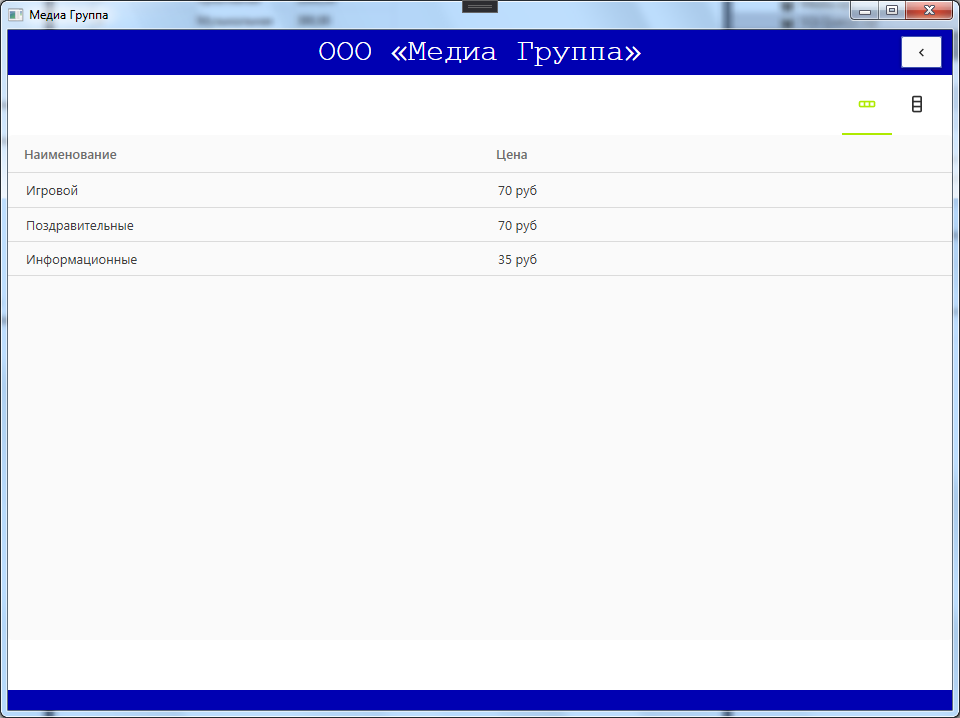 Медиа Группа
ООО «Медиа Группа»
Наименование Цена
Игровой 70 руб
Поздравительные 70 руб
Информационные 35 руб